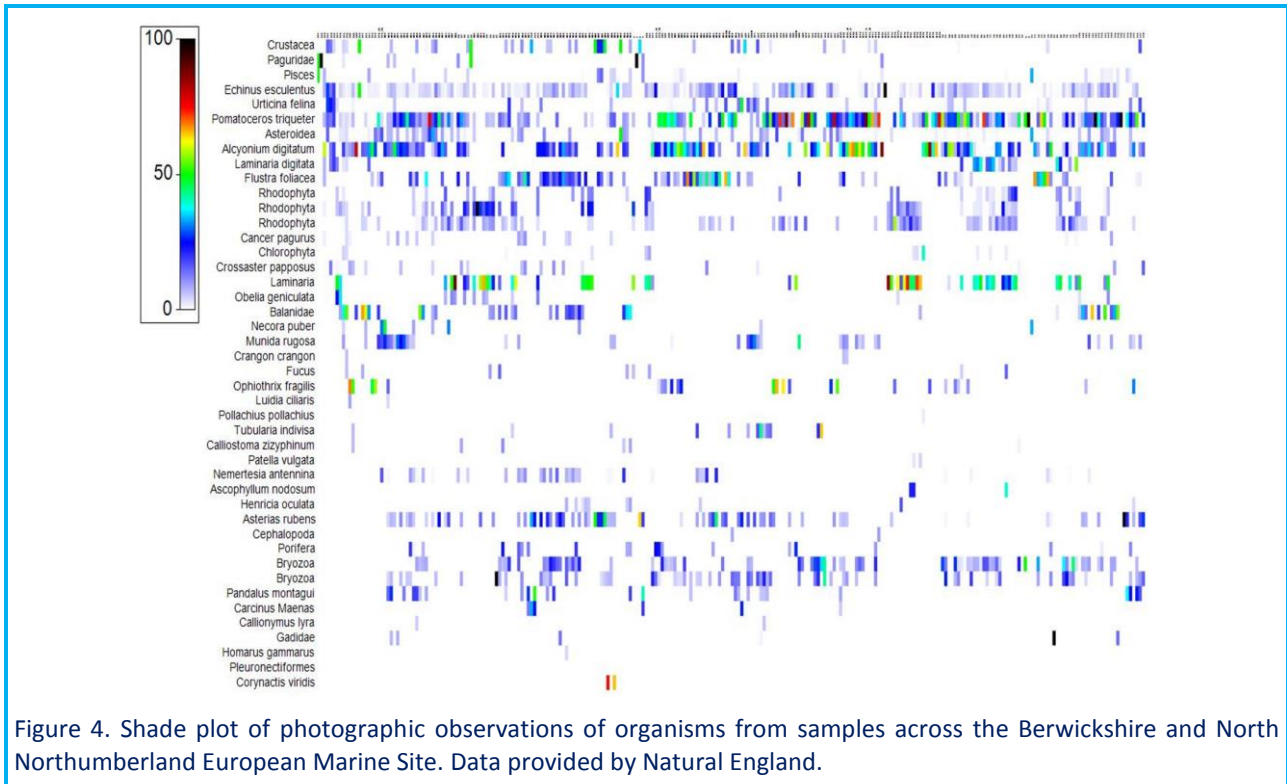 100
50
0
Crustacea
Paguridae
Pisces
Echinus esculentus
Urticina felina
Pomatoceros triqueter
Asteroidea
Alcyonium digitatum
Laminaria digitata
Flustra foliacea
Rhodophyta
Rhodophyta
Rhodophyta
Cancer pagurus
Chlorophyta
Crossaster papposus
Laminaria
Obelia geniculata
Balanidae
Necora puber
Munida rugosa
Crangon crangon
Fucus
Ophiothrix fragilis
Luidia ciliaris
Pollachius pollachius
Tubularia indivisa
Calliostoma zizyphinum
Patella vulgata
Nemertesia antennina
Ascophyllum nodosum
Henricia oculata
Asterias rubens
Cephalopoda
Porifera
Bryozoa
Bryozoa
Pandalus montagui
Carcinus Maenas
Callionymus lyra
Gadidae
Homarus gammarus
Pleuronectiformes
Corynactis viridis
Figure 4. Shade plot of photographic observations of organisms from samples across the Berwickshire and North
Northumberland European Marine Site. Data provided by Natural England.